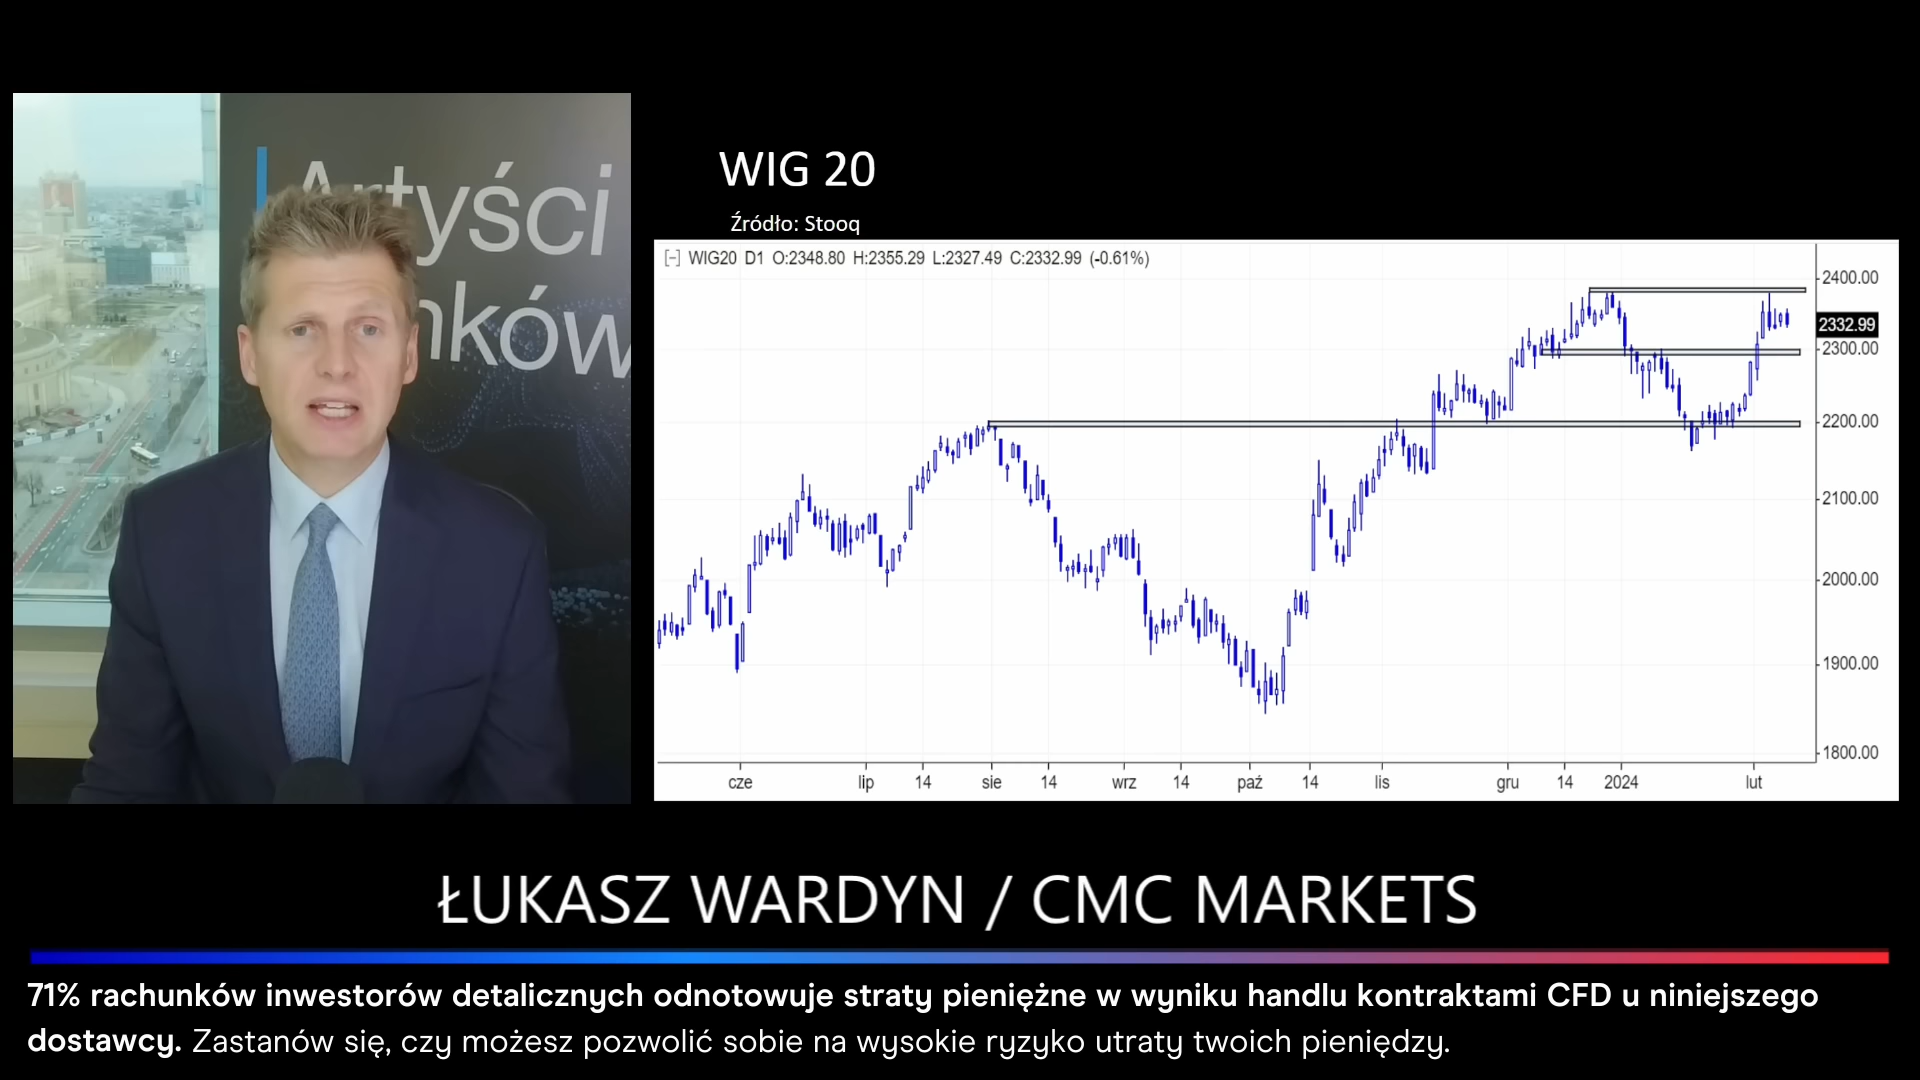 Artyści
nków
WIG 20
Źródło: Stooq
[−] WIG20 D1 O:2348.80 H:2355.29 L:2327.49 C:2332.99 (-0.61%)
2400.00
2332.99
2300.00
2200.00
2100.00
2000.00
1900.00
1800.00
cze lip 14 sie 14 wrz 14 paź 14 lis gru 14 2024 lut
ŁUKASZ WARDYN / CMC MARKETS
71% rachunków inwestorów detalicznych odnotowuje straty pieniężne w wyniku handlu kontraktami CFD u niniejszego
dostawcy. Zastanów się, czy możesz pozwolić sobie na wysokie ryzyko utraty twoich pieniędzy.